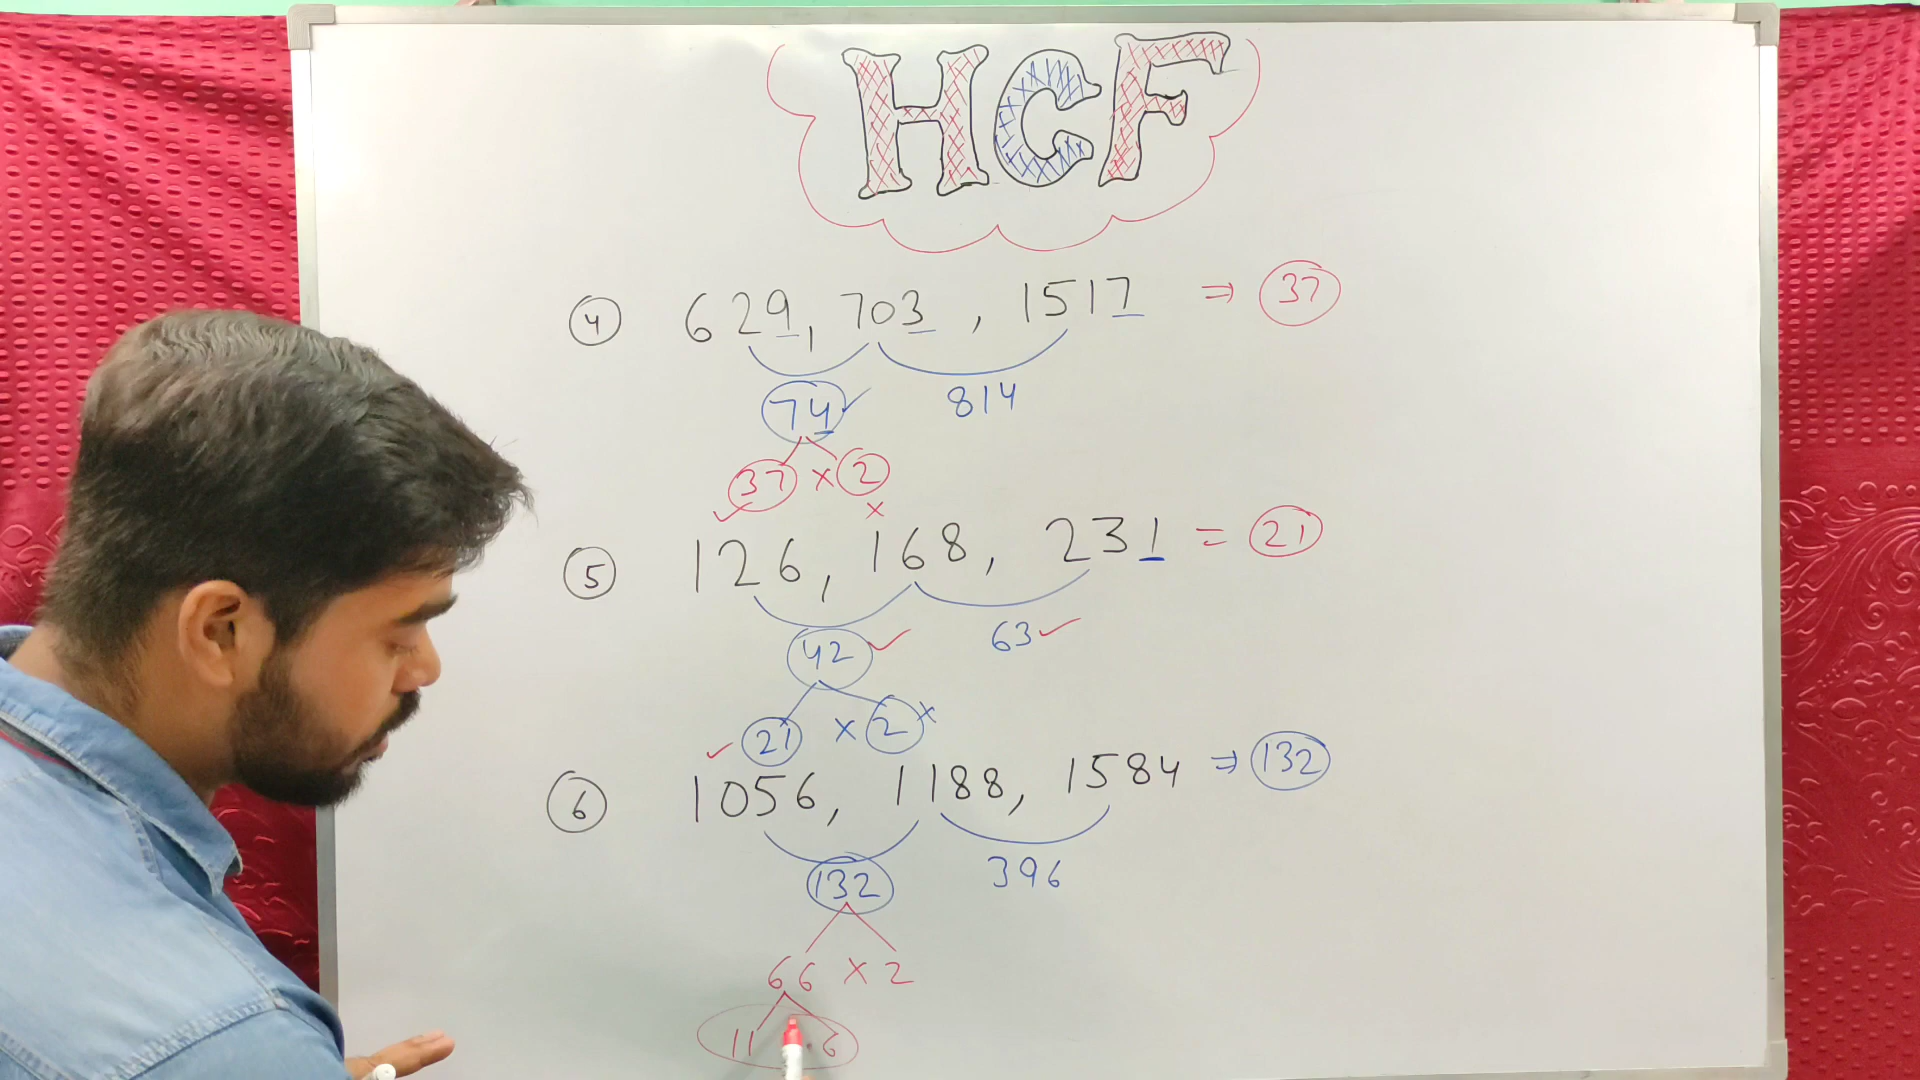 HCF
④ 629, 703, 1517 ⇒ 37
74 ✓ 814
37 × 2
✓ ×
⑤ 126, 168, 231 = 21
42 ✓ 63 ✓
✓ 21 × 2 ×
⑥ 1056, 1188, 1584 ⇒ 132
132 396
66 × 2
11 6